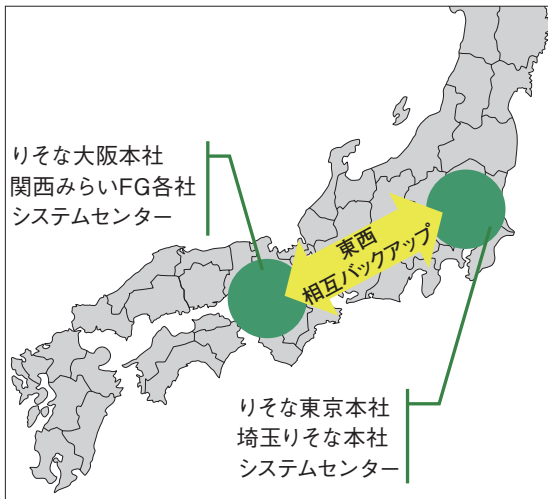 りそな大阪本社
関西みらいFG各社
システムセンター
東西
相互バックアップ
りそな東京本社
埼玉りそな本社
システムセンター